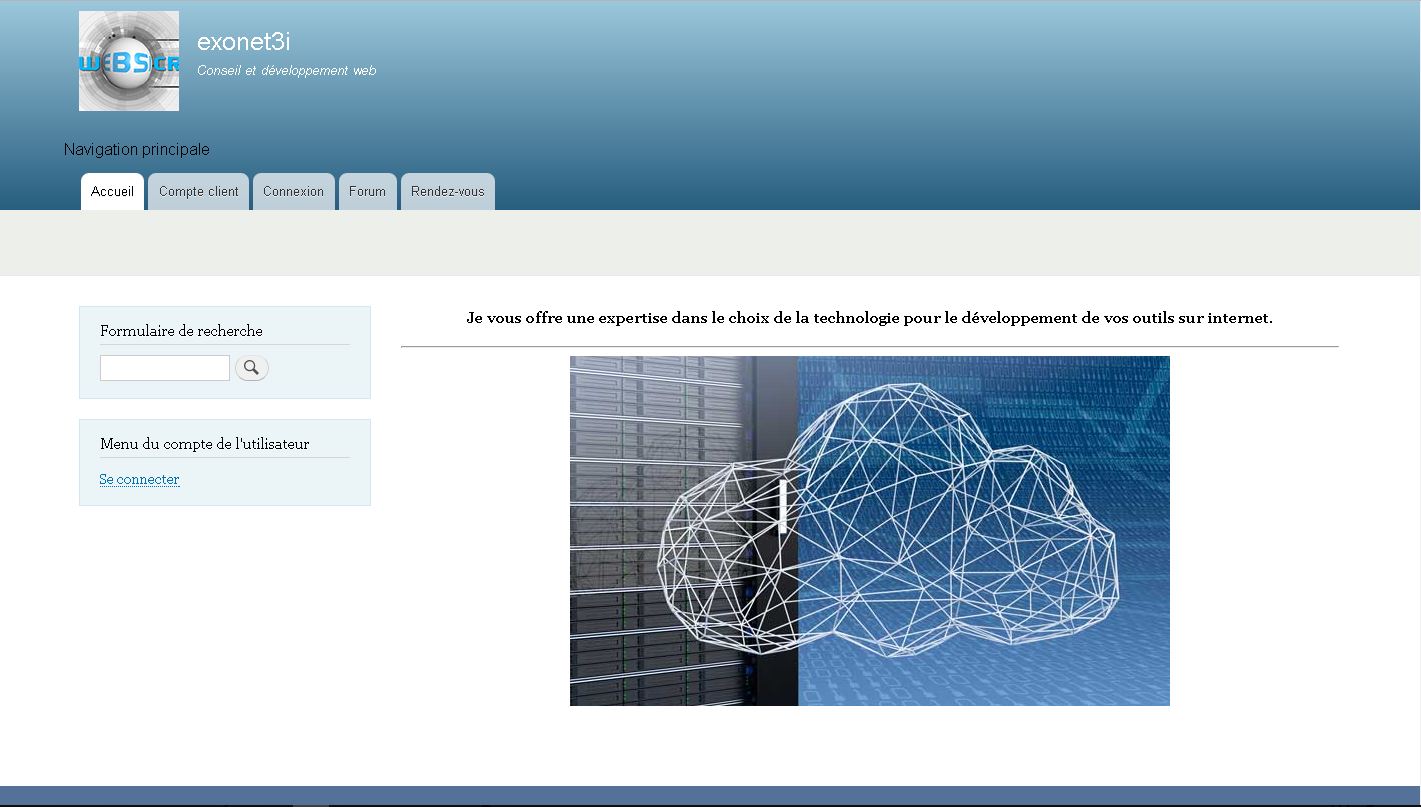 WEBSCR
exonet3i
Conseil et développement web
Navigation principale
Accueil Compte client Connexion Forum Rendez-vous
Formulaire de recherche
Menu du compte de l'utilisateur
Se connecter
Je vous offre une expertise dans le choix de la technologie pour le développement de vos outils sur internet.